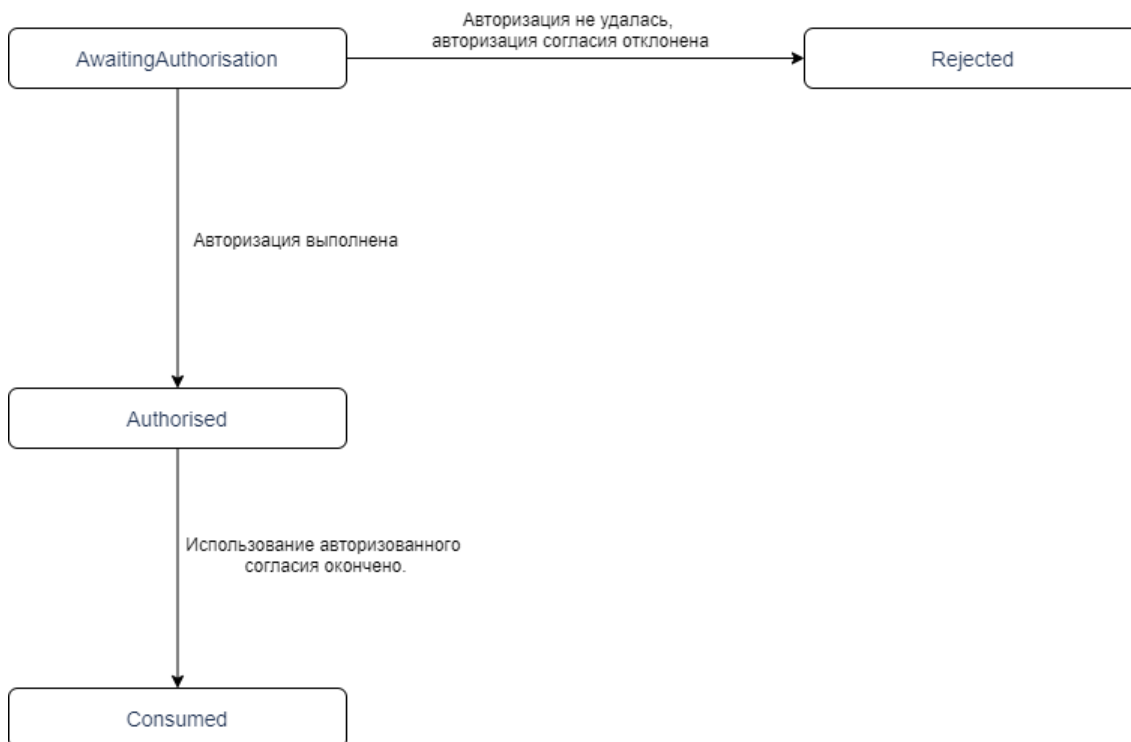 Авторизация не удалась,
авторизация согласия отклонена
AwaitingAuthorisation
Rejected
Авторизация выполнена
Authorised
Использование авторизованного
согласия окончено.
Consumed